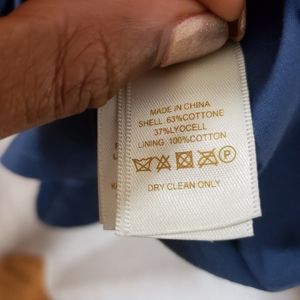 MADE IN CHINA
SHELL: 63%COTTONE
37%LYOCELL
LINING: 100%COTTON
P
DRY CLEAN ONLY